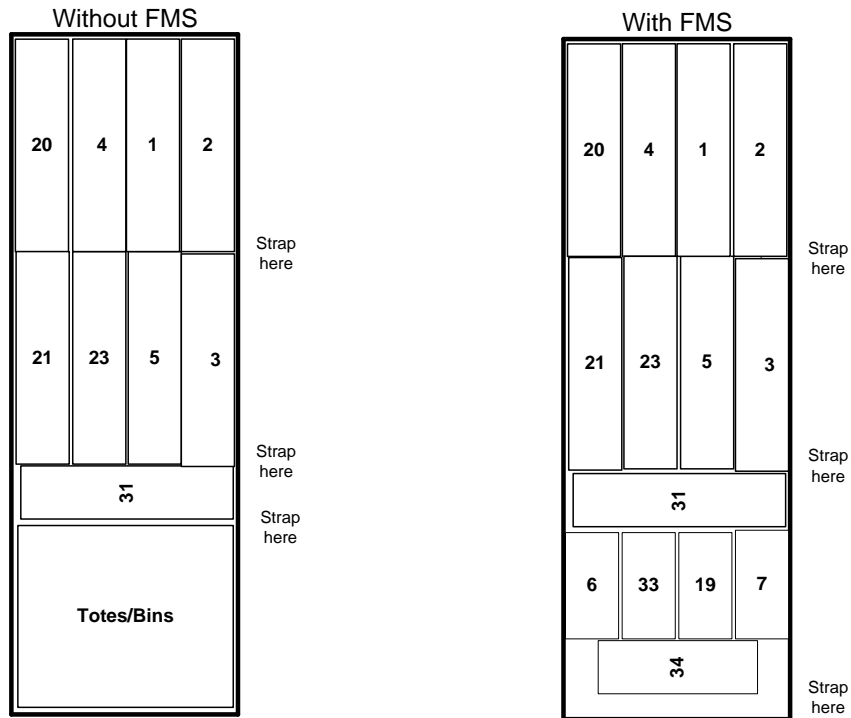 Without FMS
20
4
1
2
Strap
here
21
23
5
3
Strap
here
31
Strap
here
Totes/Bins
With FMS
20
4
1
2
Strap
here
21
23
5
3
Strap
here
31
6
33
19
7
34
Strap
here